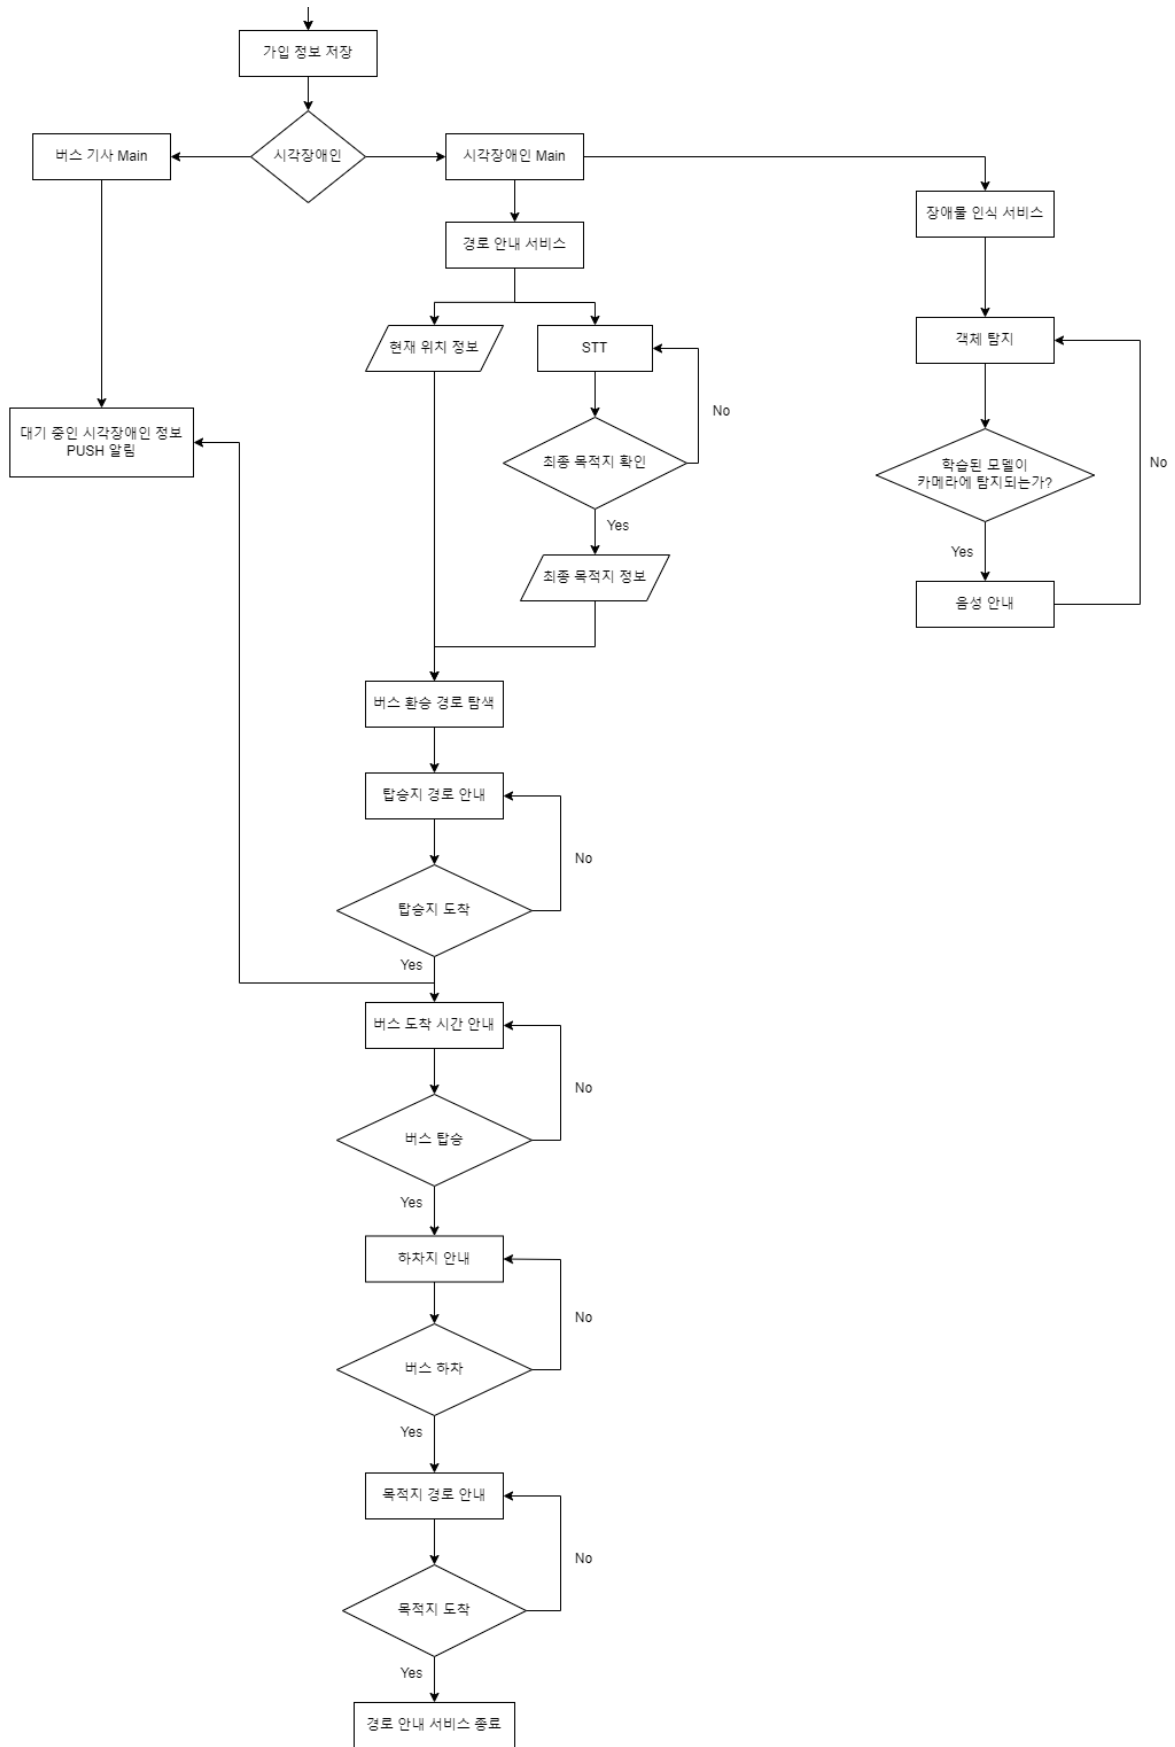 가입 정보 저장
버스 기사 Main
시각장애인
시각장애인 Main
장애물 인식 서비스
경로 안내 서비스
현재 위치 정보
STT
객체 탐지
No
대기 중인 시각장애인 정보
PUSH 알림
최종 목적지 확인
학습된 모델이
카메라에 탐지되는가?
No
Yes
Yes
최종 목적지 정보
음성 안내
버스 환승 경로 탐색
탑승지 경로 안내
No
탑승지 도착
Yes
버스 도착 시간 안내
No
버스 탑승
Yes
하차지 안내
No
버스 하차
Yes
목적지 경로 안내
No
목적지 도착
Yes
경로 안내 서비스 종료